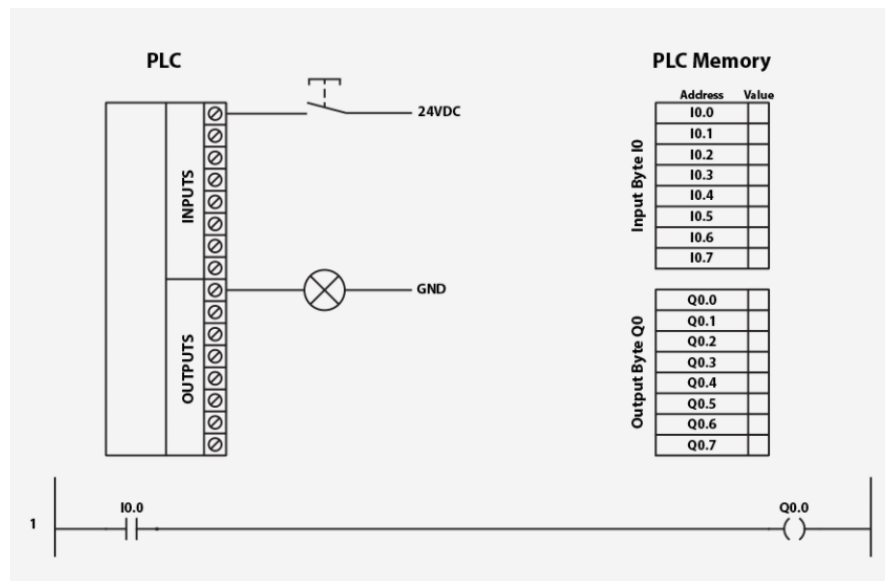 PLC
INPUTS
OUTPUTS
24VDC
GND
PLC Memory
Address Value
Input Byte I0
I0.0
I0.1
I0.2
I0.3
I0.4
I0.5
I0.6
I0.7
Output Byte Q0
Q0.0
Q0.1
Q0.2
Q0.3
Q0.4
Q0.5
Q0.6
Q0.7
I0.0 Q0.0
1